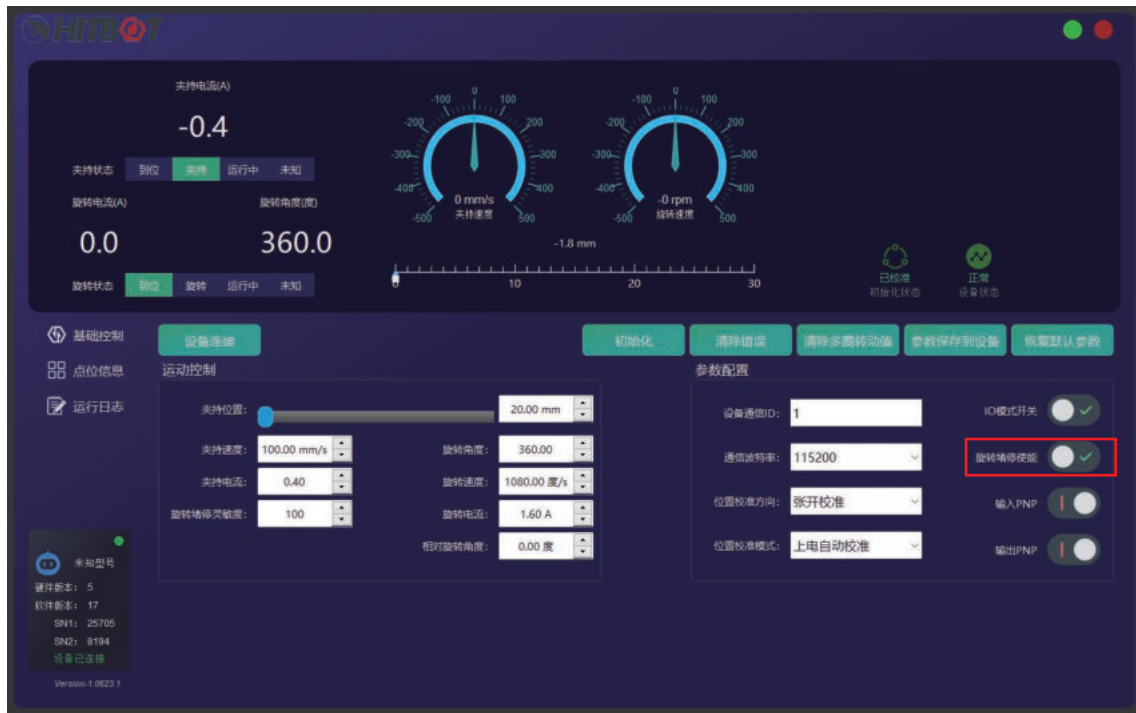 HITBOT
夹持电流(A)
-0.4
夹持状态 到位 夹持 运行中 未知
旋转电流(A) 旋转角度(度)
0.0 360.0
旋转状态 到位 旋转 运行中 未知
-500 -400 -300 -200 -100 0 100 200 300 400 500
0 mm/s
夹持速度
-500 -400 -300 -200 -100 0 100 200 300 400 500
-0 rpm
旋转速度
-1.8 mm
0 10 20 30
已校准
初始化状态
正常
设备状态
基础控制
点位信息
运行日志
设备连接 初始化 清除错误 清除多圈转动值 参数保存到设备 恢复默认参数
运动控制
夹持位置: 20.00 mm
夹持速度: 100.00 mm/s 旋转角度: 360.00
夹持电流: 0.40 旋转速度: 1080.00 度/s
旋转堵停灵敏度: 100 旋转电流: 1.60 A
相对旋转角度: 0.00 度
参数配置
设备通信ID: 1 IO模式开关
通信波特率: 115200 旋转堵停使能
位置校准方向: 张开校准 输入PNP
位置校准模式: 上电自动校准 输出PNP
未知型号
硬件版本: 5
软件版本: 17
SN1: 25705
SN2: 8194
设备已连接
Version-1.0623.1